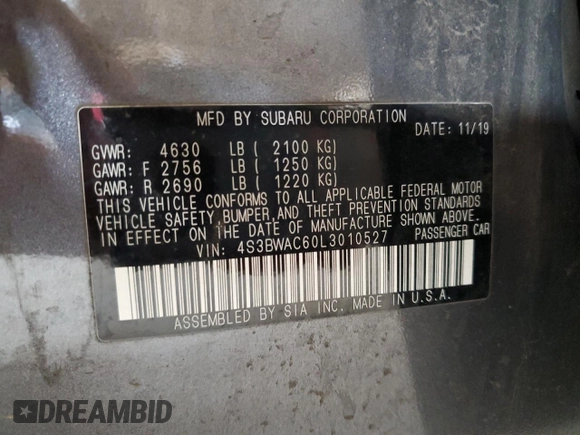 MFD BY SUBARU CORPORATION
DATE: 11/19
GVWR: 4630 LB ( 2100 KG)
GAWR: F 2756 LB ( 1250 KG)
GAWR: R 2690 LB ( 1220 KG)
THIS VEHICLE CONFORMS TO ALL APPLICABLE FEDERAL MOTOR
VEHICLE SAFETY, BUMPER, AND THEFT PREVENTION STANDARDS
IN EFFECT ON THE DATE OF MANUFACTURE SHOWN ABOVE.
VIN: 4S3BWAC60L3010527 PASSENGER CAR
ASSEMBLED BY SIA INC. MADE IN U.S.A.
DREAMBID